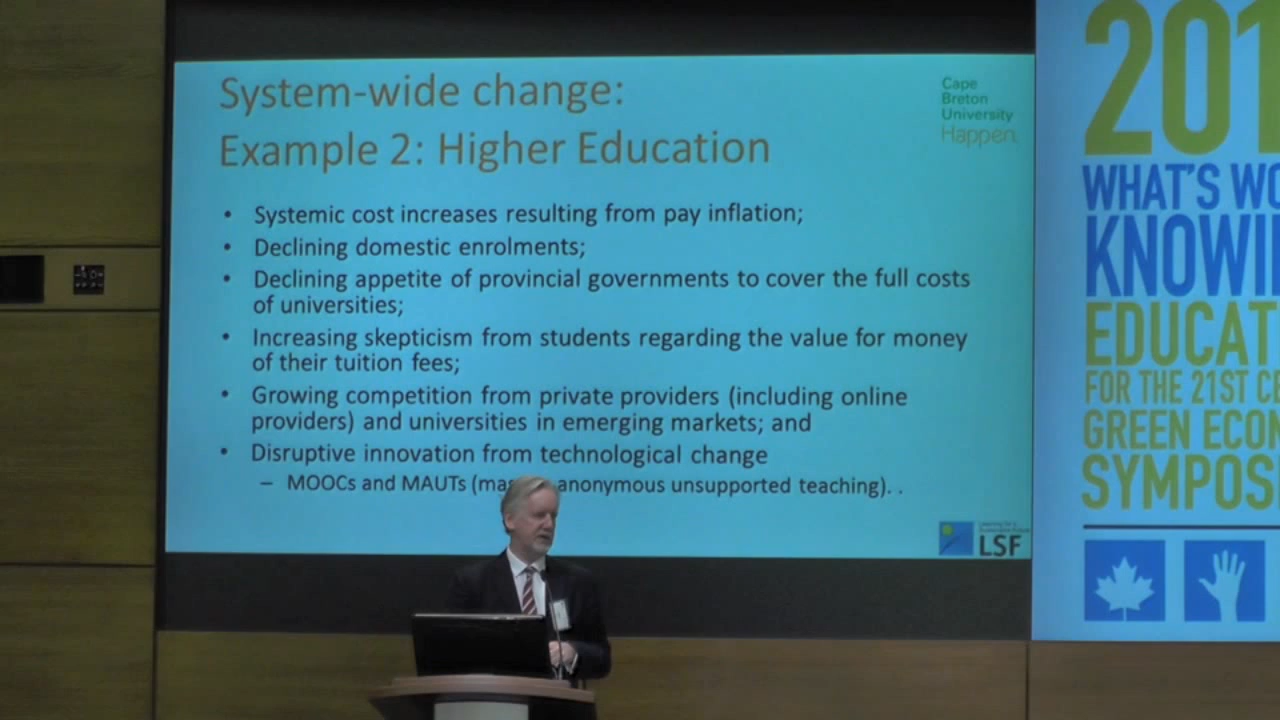 System-wide change:
Example 2: Higher Education
Cape
Breton
University
Happen.
• Systemic cost increases resulting from pay inflation;
• Declining domestic enrolments;
• Declining appetite of provincial governments to cover the full costs
of universities;
• Increasing skepticism from students regarding the value for money
of their tuition fees;
• Growing competition from private providers (including online
providers) and universities in emerging markets; and
• Disruptive innovation from technological change
– MOOCs and MAUTs (mas anonymous unsupported teaching). .
LSF
201
WHAT'S WO
KNOWI
EDUCAT
FOR THE 21ST CE
GREEN ECON
SYMPOS